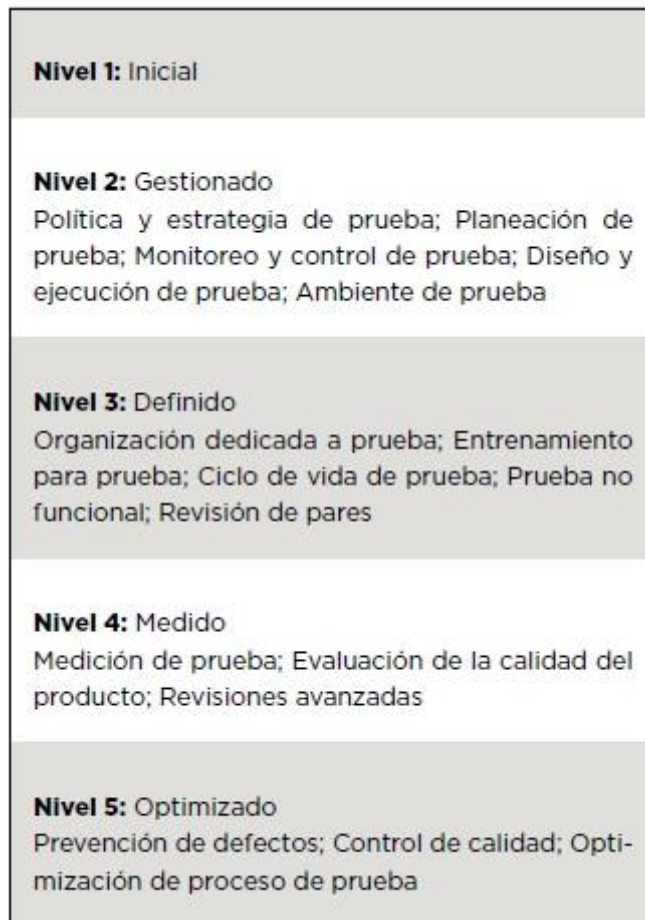 Nivel 1: Inicial
Nivel 2: Gestionado
Política y estrategia de prueba; Planeación de
prueba; Monitoreo y control de prueba; Diseño y
ejecución de prueba; Ambiente de prueba
Nivel 3: Definido
Organización dedicada a prueba; Entrenamiento
para prueba; Ciclo de vida de prueba; Prueba no
funcional; Revisión de pares
Nivel 4: Medido
Medición de prueba; Evaluación de la calidad del
producto; Revisiones avanzadas
Nivel 5: Optimizado
Prevención de defectos; Control de calidad; Opti-
mización de proceso de prueba